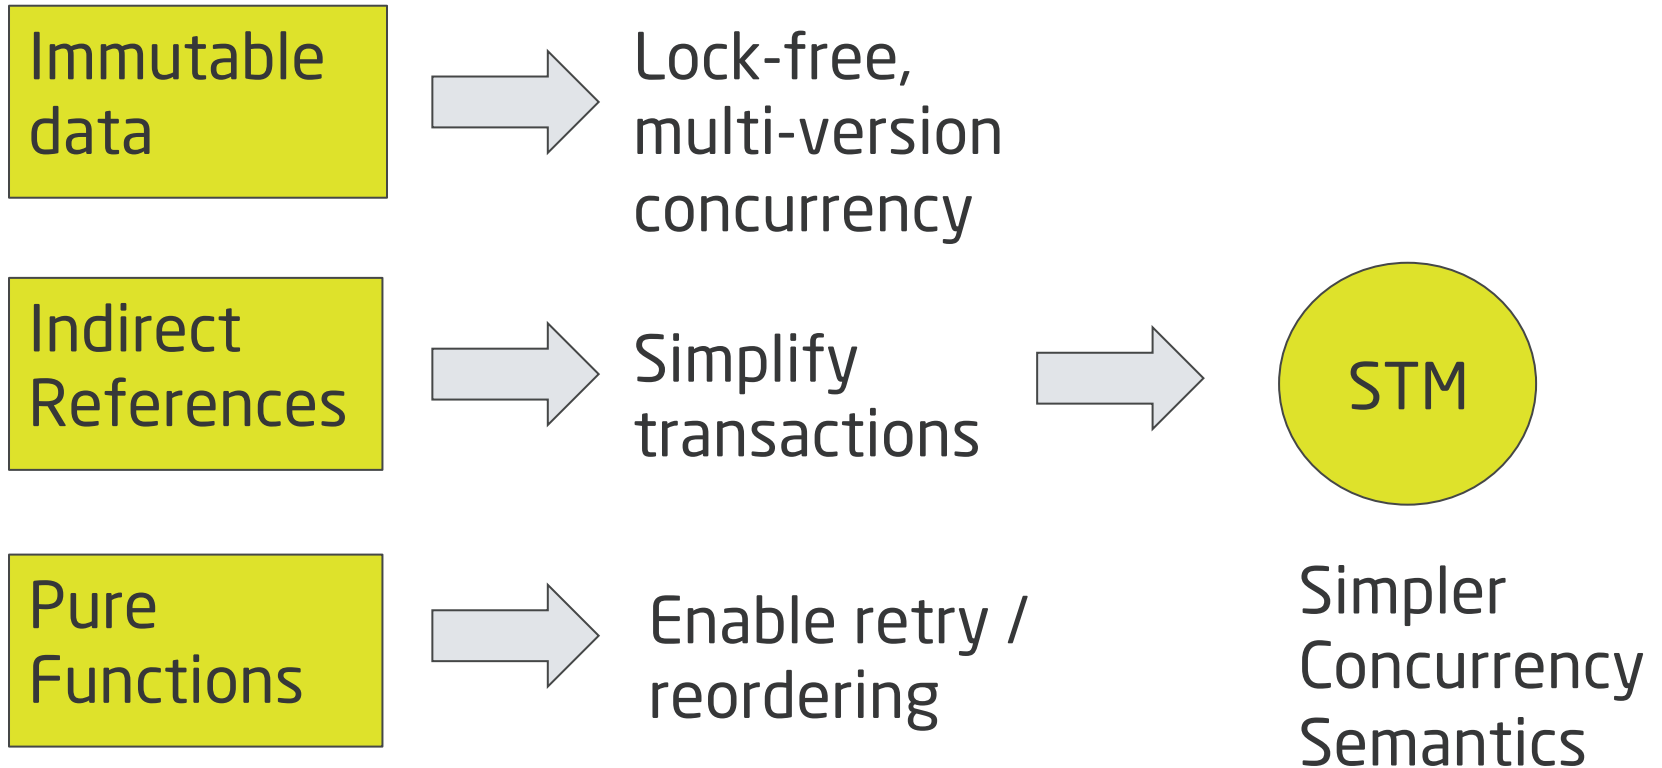 Immutable
data
Lock-free,
multi-version
concurrency
Indirect
References
Simplify
transactions
STM
Pure
Functions
Enable retry /
reordering
Simpler
Concurrency
Semantics